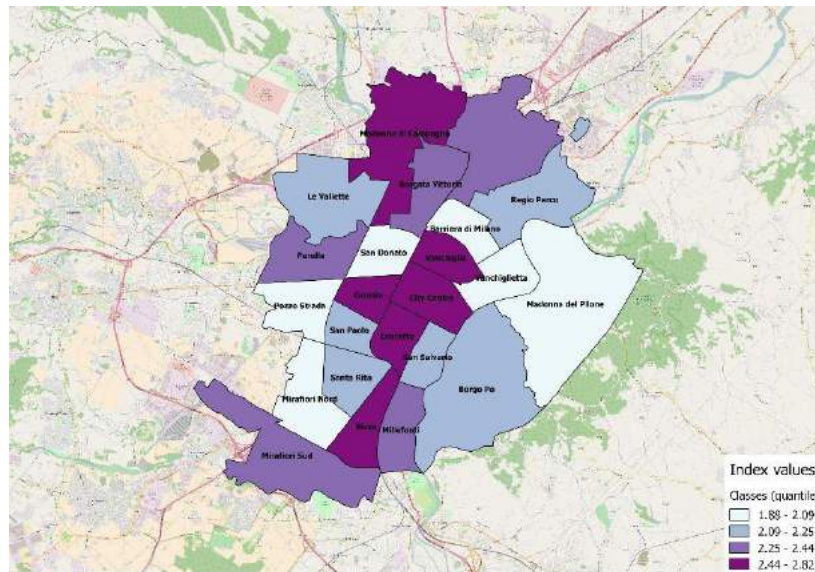 Madonna di Campagna
Borgata Vittoria
Le Vallette
Regio Parco
Barriera di Milano
San Donato
Parella
Vanchiglia
Vanchiglietta
Cenisia
City Centre
Madonna del Pilone
Pozzo Strada
San Paolo
Crocetta
San Salvario
Santa Rita
Borgo Po
Mirafiori Nord
Millefonti
Mirafiori Sud
Index values
Classes (quantile
1.88 - 2.09
2.09 - 2.25
2.25 - 2.44
2.44 - 2.82